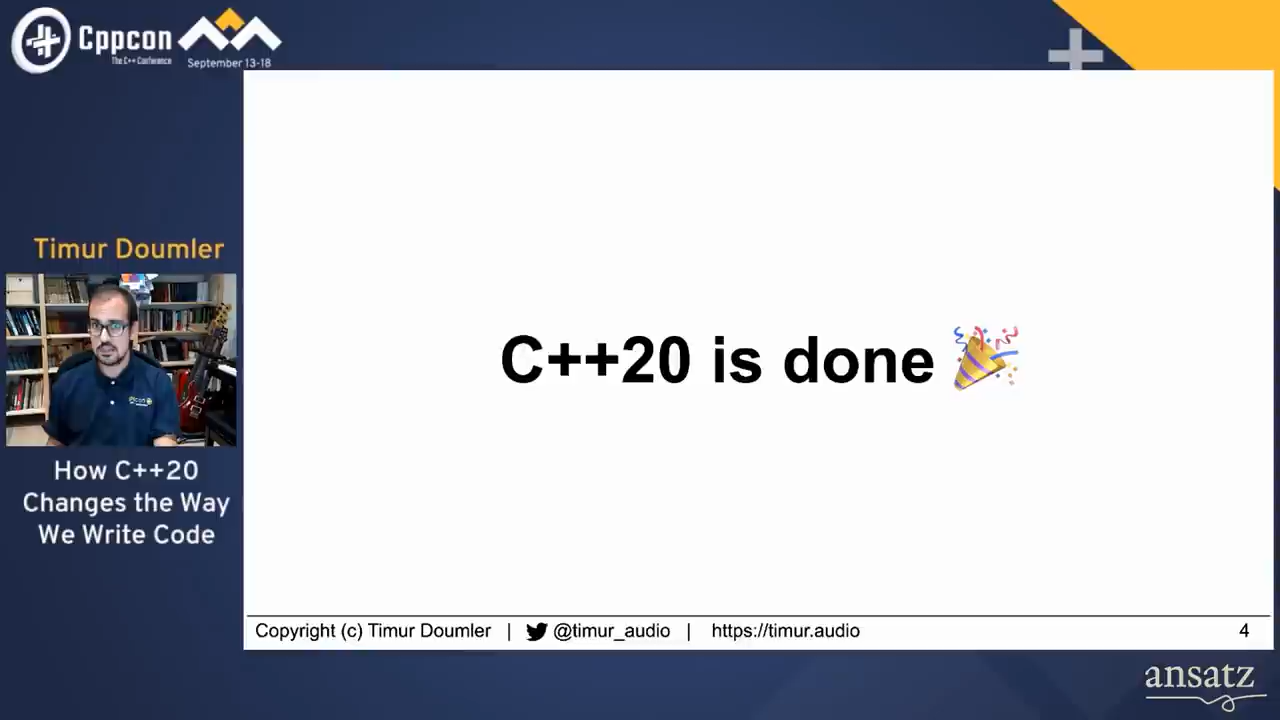 Cppcon
The C++ Conference
September 13-18
Timur Doumler
How C++20
Changes the Way
We Write Code
C++20 is done 🎉
Copyright (c) Timur Doumler | @timur_audio | https://timur.audio
4
ansatz